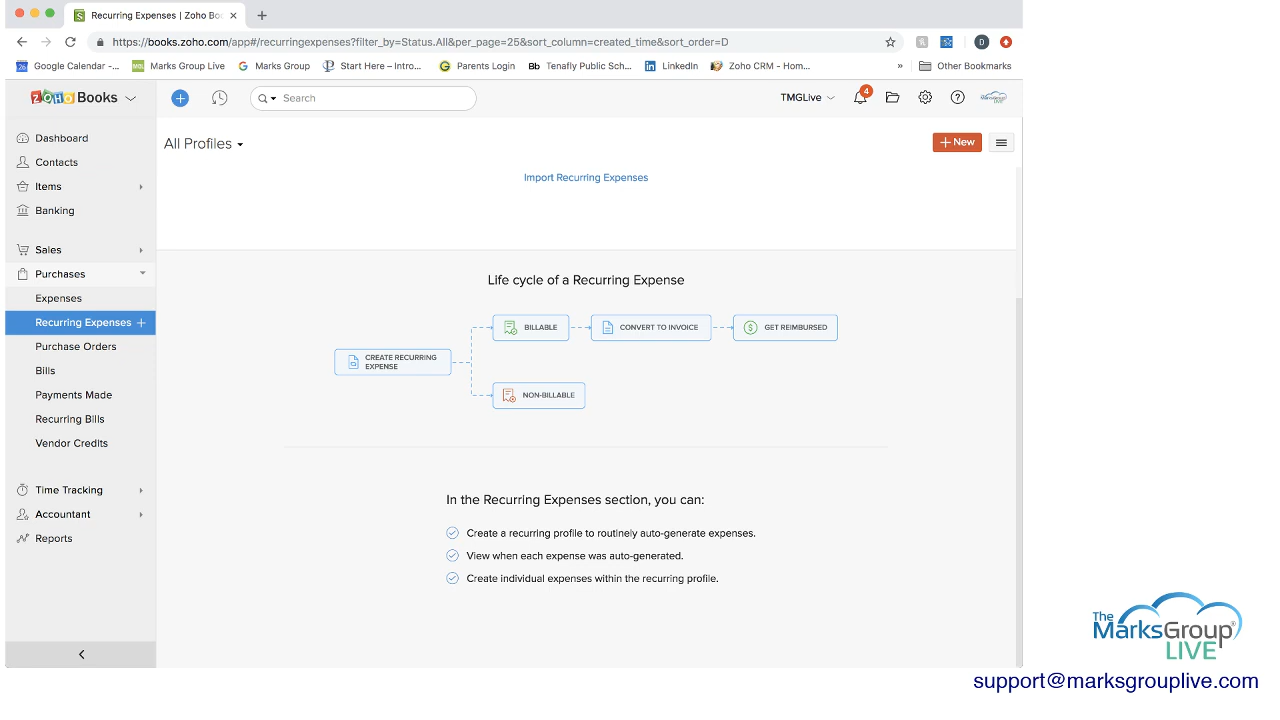 Recurring Expenses | Zoho Boo
https://books.zoho.com/app#/recurringexpenses?filter_by=Status.All&per_page=25&sort_column=created_time&sort_order=D
D
Google Calendar -... Marks Group Live Marks Group Start Here – Intro... Parents Login Bb Tenafly Public Sch... LinkedIn Zoho CRM - Hom... » Other Bookmarks
ZOHO Books
Search
TMGLive
4
Dashboard
Contacts
Items
Banking
Sales
Purchases
Expenses
Recurring Expenses +
Purchase Orders
Bills
Payments Made
Recurring Bills
Vendor Credits
Time Tracking
Accountant
Reports
All Profiles
+ New
Import Recurring Expenses
Life cycle of a Recurring Expense
BILLABLE
CONVERT TO INVOICE
GET REIMBURSED
CREATE RECURRING
EXPENSE
NON-BILLABLE
In the Recurring Expenses section, you can:
Create a recurring profile to routinely auto-generate expenses.
View when each expense was auto-generated.
Create individual expenses within the recurring profile.
The
MarksGroup®
LIVE
support@marksgrouplive.com